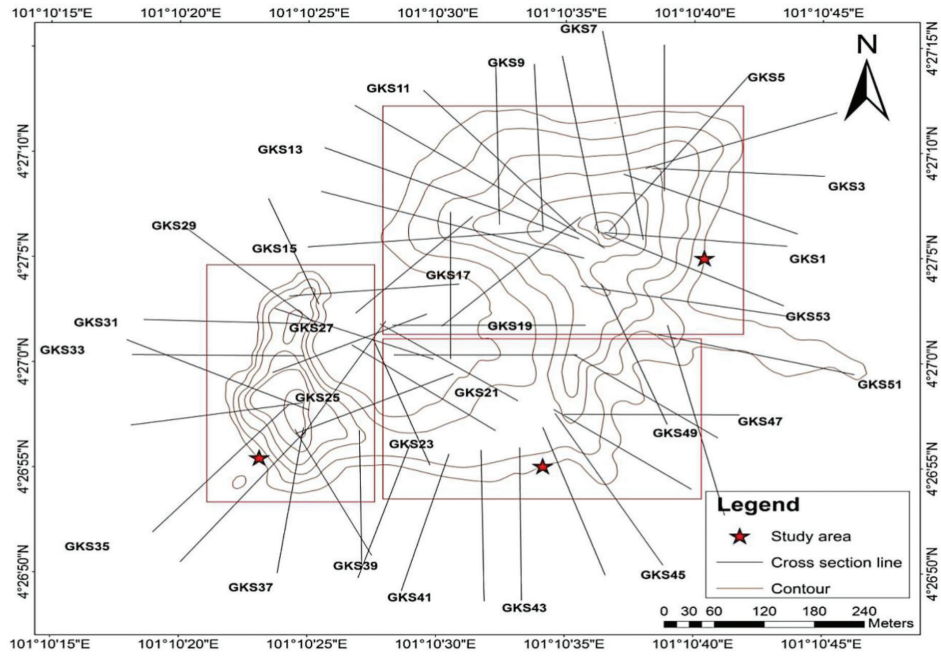 101°10'15"E 101°10'20"E 101°10'25"E 101°10'30"E 101°10'35"E 101°10'40"E 101°10'45"E
4°27'15"N
4°27'10"N 4°27'10"N
4°27'5"N 4°27'5"N
4°27'0"N 4°27'0"N
4°26'55"N 4°26'55"N
4°26'50"N 4°26'50"N
N
GKS7
GKS9
GKS5
GKS11
GKS13
GKS3
GKS29
GKS15
GKS1
GKS17
GKS53
GKS31
GKS27
GKS19
GKS33
GKS51
GKS25
GKS21
GKS47
GKS49
GKS23
GKS35
GKS39
GKS45
GKS37
GKS41
GKS43
Legend
Study area
Cross section line
Contour
0 30 60 120 180 240
Meters
101°10'15"E 101°10'20"E 101°10'25"E 101°10'30"E 101°10'35"E 101°10'40"E 101°10'45"E